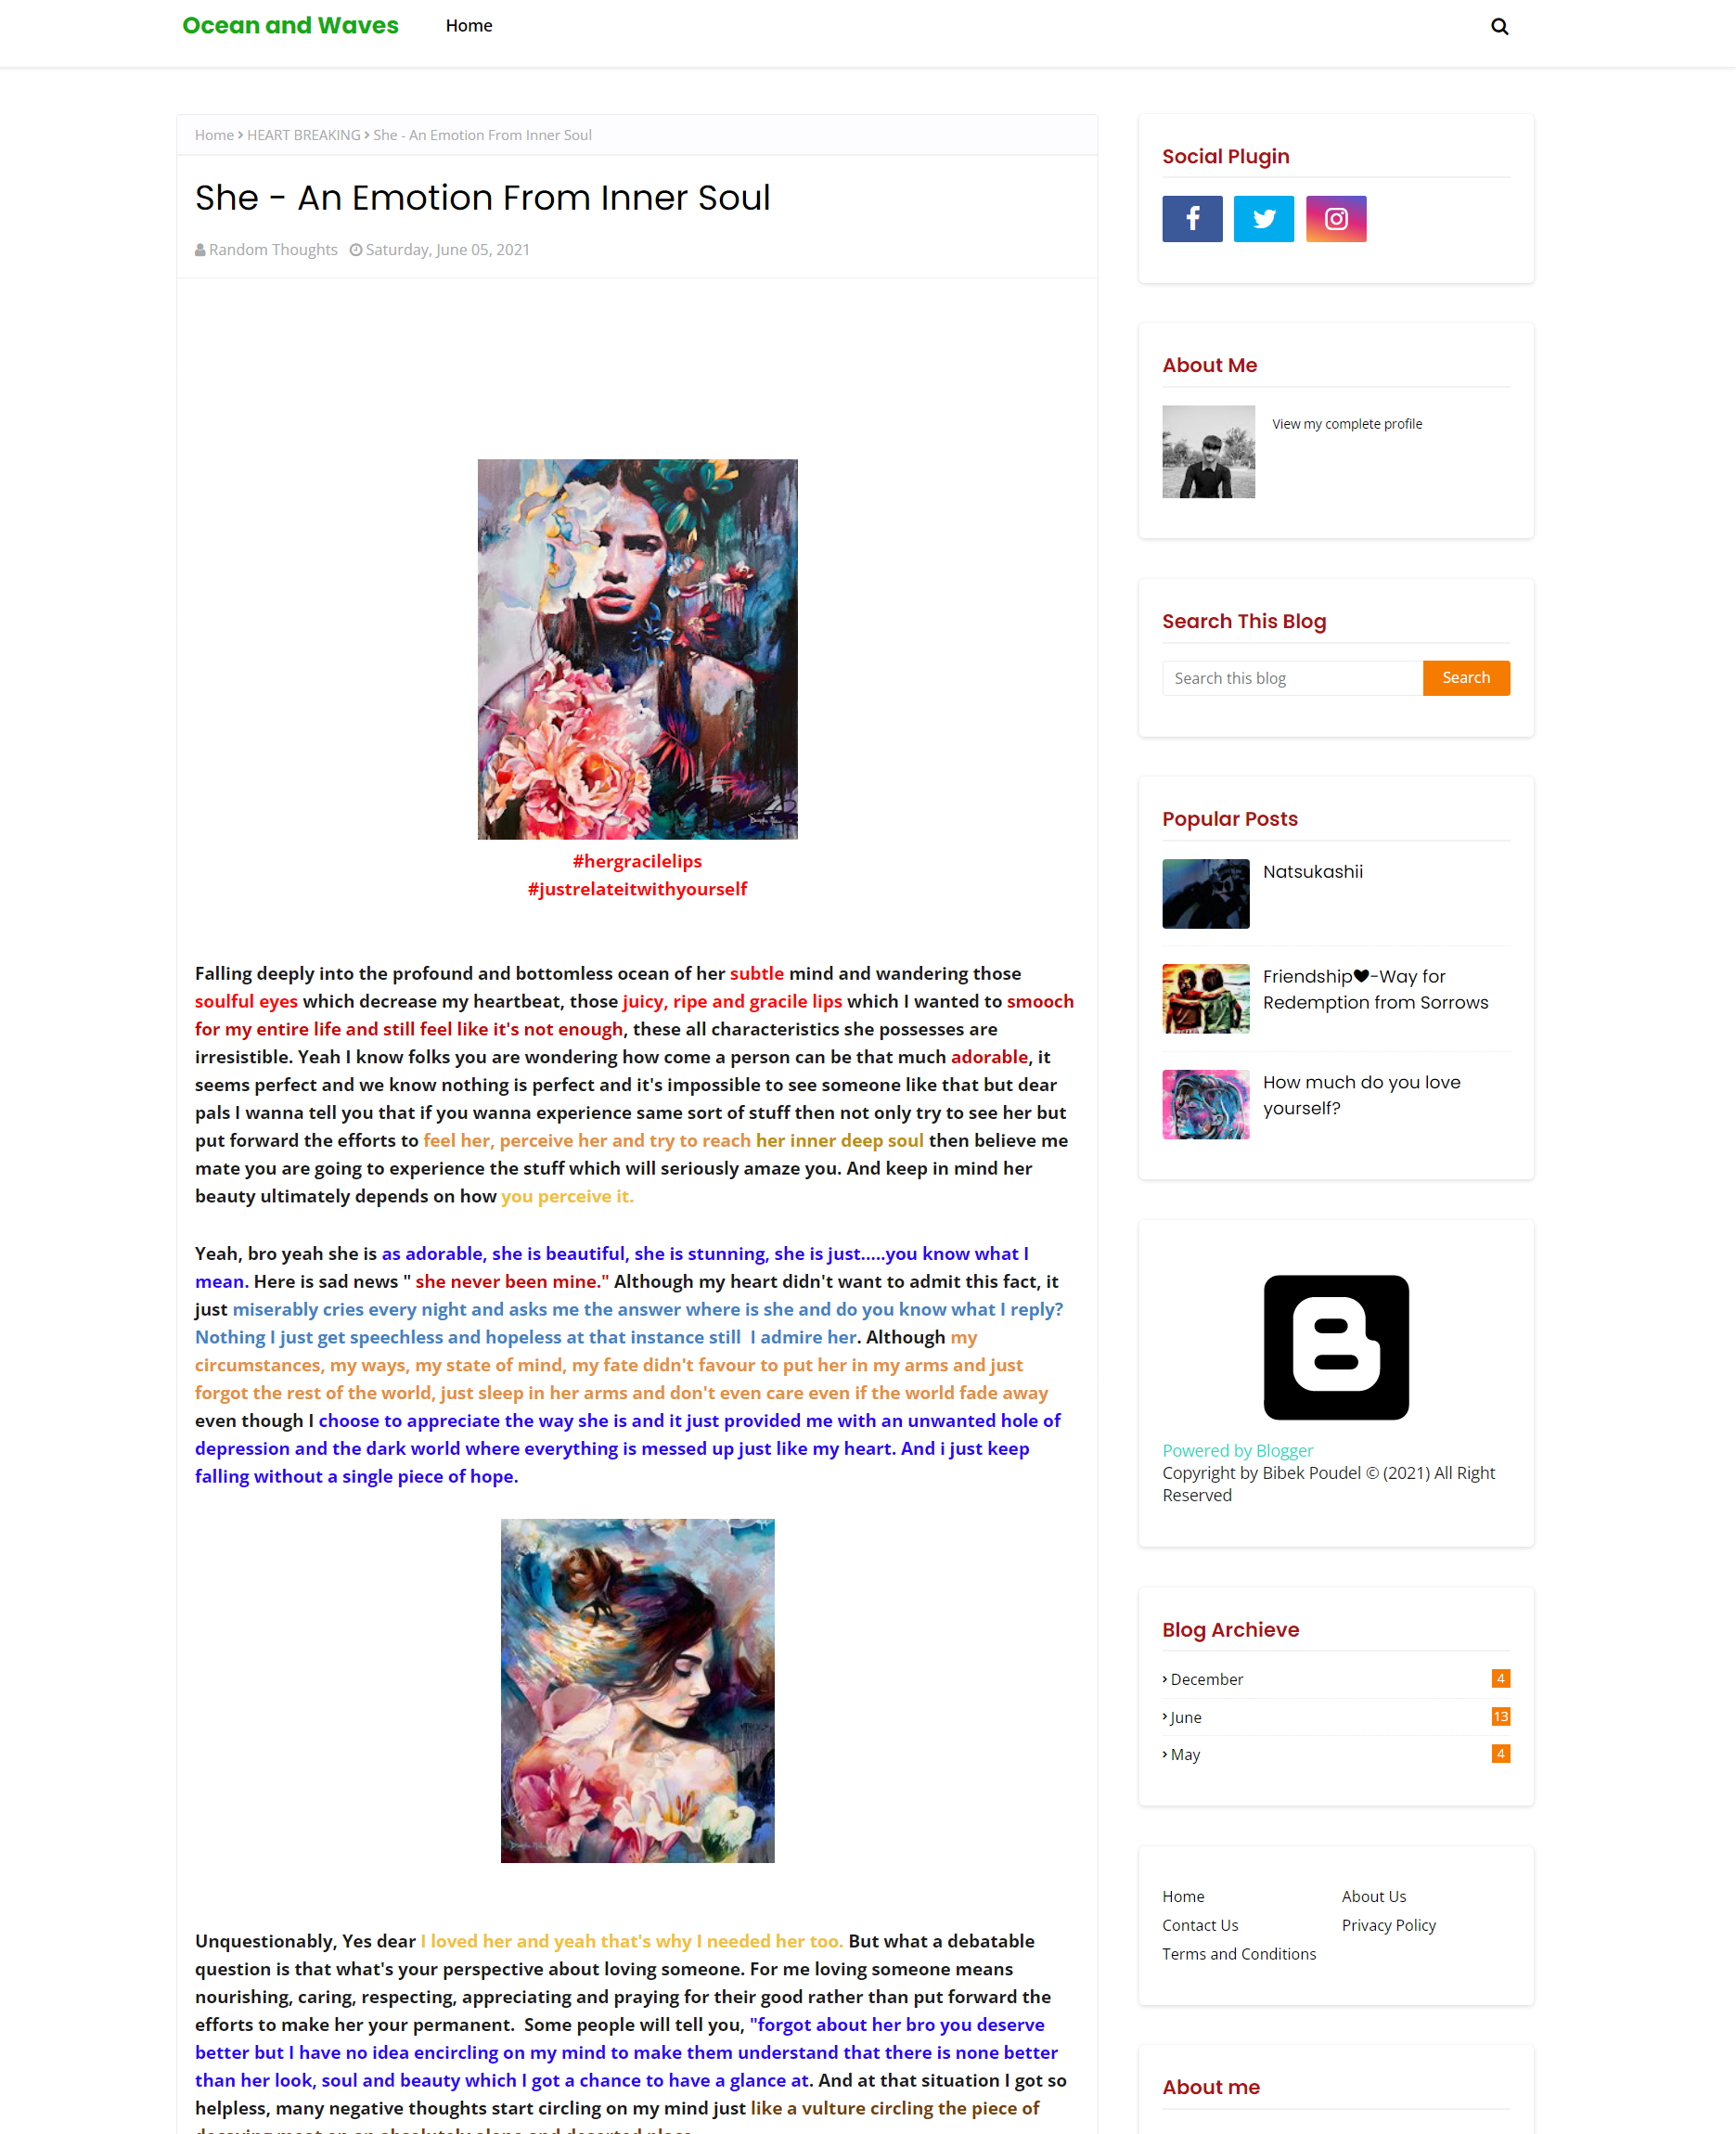 Ocean and Waves
Home
Home > HEART BREAKING > She - An Emotion From Inner Soul
She - An Emotion From Inner Soul
Random Thoughts Saturday, June 05, 2021
#hergracilelips
#justrelateitwithyourself
Falling deeply into the profound and bottomless ocean of her subtle mind and wandering those
soulful eyes which decrease my heartbeat, those juicy, ripe and gracile lips which I wanted to smooch
for my entire life and still feel like it's not enough, these all characteristics she possesses are
irresistible. Yeah I know folks you are wondering how come a person can be that much adorable, it
seems perfect and we know nothing is perfect and it's impossible to see someone like that but dear
pals I wanna tell you that if you wanna experience same sort of stuff then not only try to see her but
put forward the efforts to feel her, perceive her and try to reach her inner deep soul then believe me
mate you are going to experience the stuff which will seriously amaze you. And keep in mind her
beauty ultimately depends on how you perceive it.
Yeah, bro yeah she is as adorable, she is beautiful, she is stunning, she is just.....you know what I
mean. Here is sad news " she never been mine." Although my heart didn't want to admit this fact, it
just miserably cries every night and asks me the answer where is she and do you know what I reply?
Nothing I just get speechless and hopeless at that instance still  I admire her. Although my
circumstances, my ways, my state of mind, my fate didn't favour to put her in my arms and just
forgot the rest of the world, just sleep in her arms and don't even care even if the world fade away
even though I choose to appreciate the way she is and it just provided me with an unwanted hole of
depression and the dark world where everything is messed up just like my heart. And i just keep
falling without a single piece of hope.
Unquestionably, Yes dear I loved her and yeah that's why I needed her too. But what a debatable
question is that what's your perspective about loving someone. For me loving someone means
nourishing, caring, respecting, appreciating and praying for their good rather than put forward the
efforts to make her your permanent.  Some people will tell you, "forgot about her bro you deserve
better but I have no idea encircling on my mind to make them understand that there is none better
than her look, soul and beauty which I got a chance to have a glance at. And at that situation I got so
helpless, many negative thoughts start circling on my mind just like a vulture circling the piece of
Social Plugin
About Me
View my complete profile
Search This Blog
Search this blog
Search
Popular Posts
Natsukashii
Friendship🖤-Way for
Redemption from Sorrows
How much do you love
yourself?
Powered by Blogger
Copyright by Bibek Poudel © (2021) All Right
Reserved
Blog Archieve
December 4
June 13
May 4
Home
About Us
Contact Us
Privacy Policy
Terms and Conditions
About me